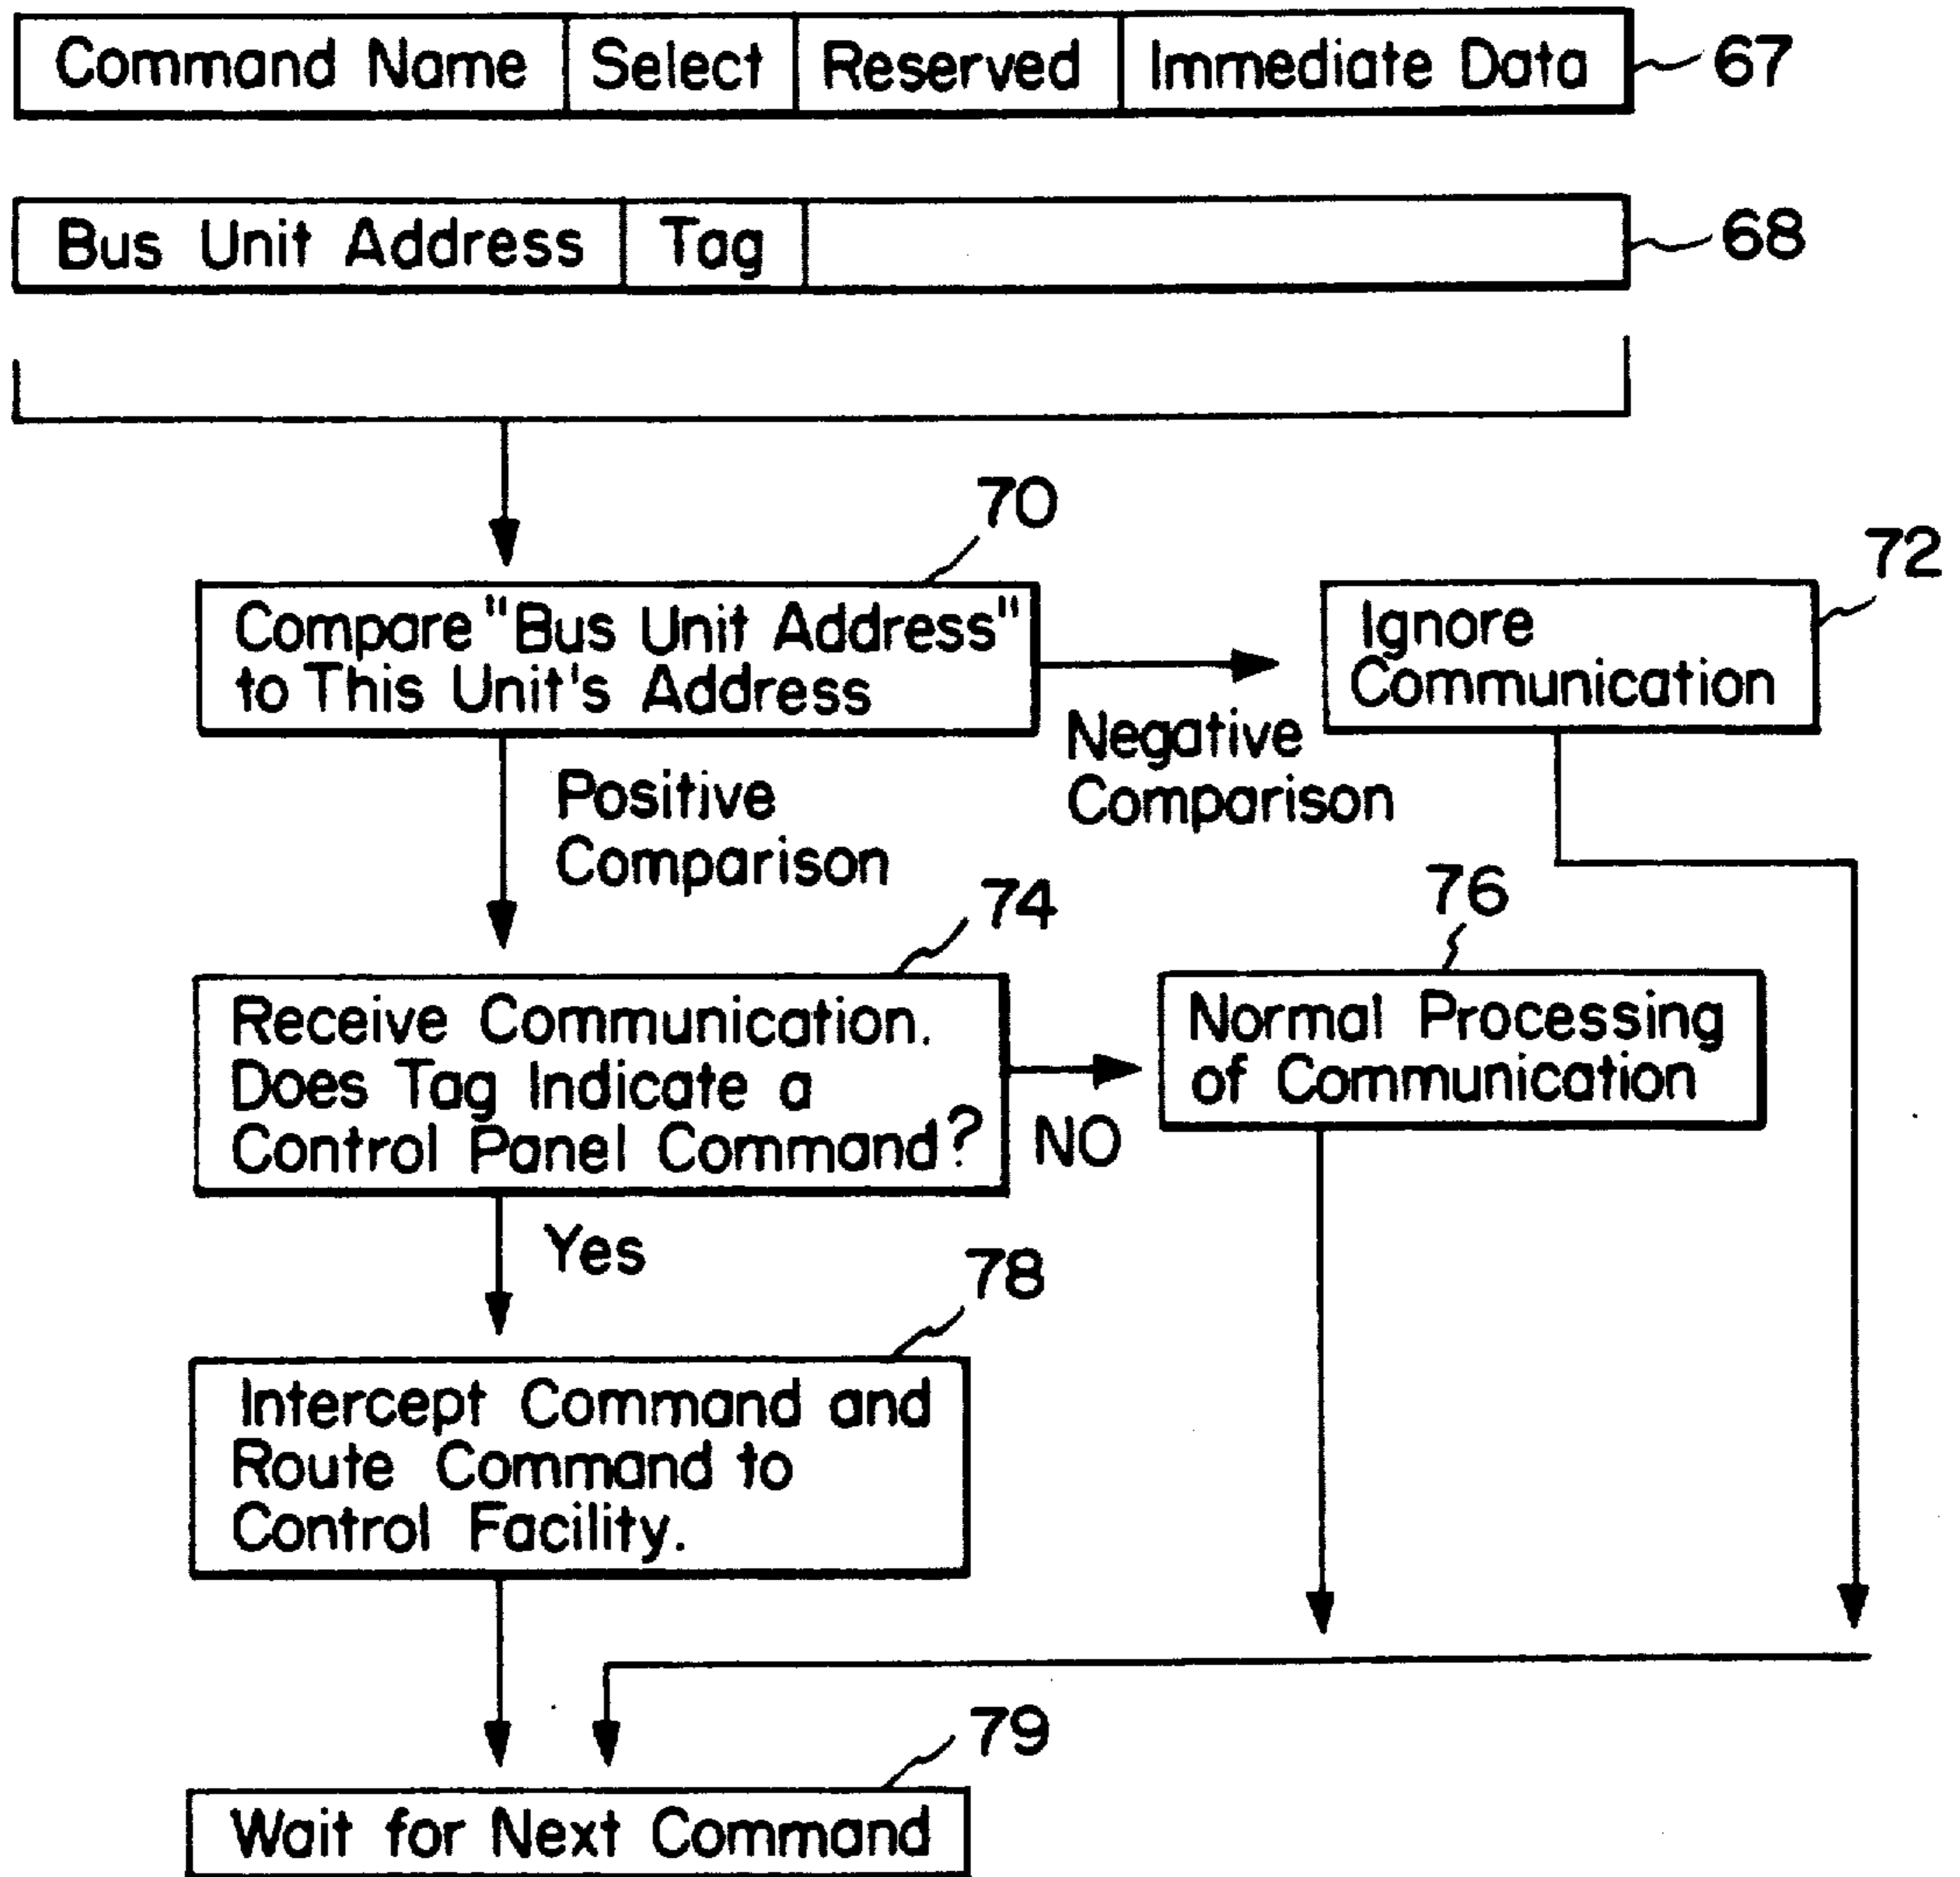 Command Name Select Reserved Immediate Data 67
Bus Unit Address Tag 68
70
72
Compare "Bus Unit Address"
to This Unit's Address
Ignore
Communication
Negative
Comparison
Positive
Comparison
74
76
Receive Communication.
Does Tag Indicate a
Control Panel Command?
NO
Normal Processing
of Communication
Yes
78
Intercept Command and
Route Command to
Control Facility.
79
Wait for Next Command